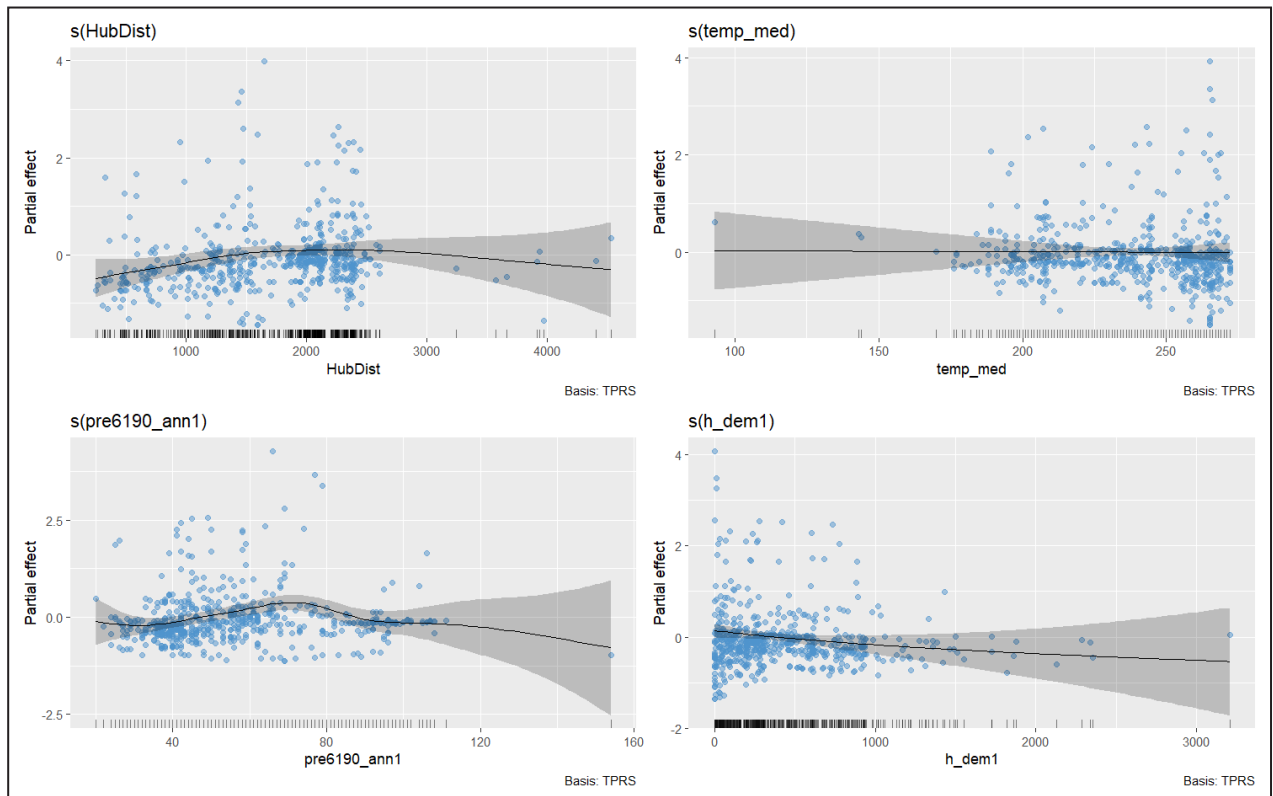 s(HubDist)
Partial effect
4
2
0
1000 2000 3000 4000
HubDist
Basis: TPRS
s(temp_med)
Partial effect
4
2
0
100 150 200 250
temp_med
Basis: TPRS
s(pre6190_ann1)
Partial effect
2.5
0.0
-2.5
40 80 120 160
pre6190_ann1
Basis: TPRS
s(h_dem1)
Partial effect
4
2
0
-2
0 1000 2000 3000
h_dem1
Basis: TPRS